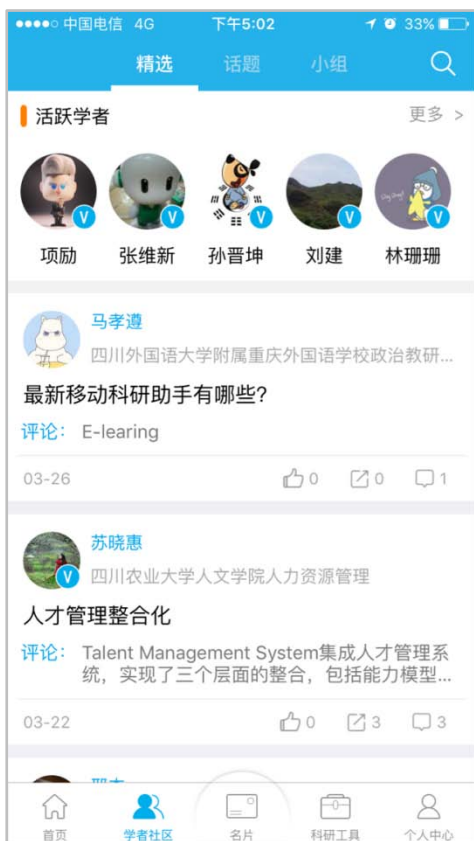 中国电信 4G 下午5:02 33%
精选 话题 小组
活跃学者 更多 >
项励 张维新 孙晋坤 刘建 林珊珊
马孝遵
四川外国语大学附属重庆外国语学校政治教研...
最新移动科研助手有哪些?
评论： E-learing
03-26 0 0 1
苏晓惠
四川农业大学人文学院人力资源管理
人才管理整合化
评论： Talent Management System集成人才管理系
统，实现了三个层面的整合，包括能力模型...
03-22 0 3 3
首页 学者社区 名片 科研工具 个人中心